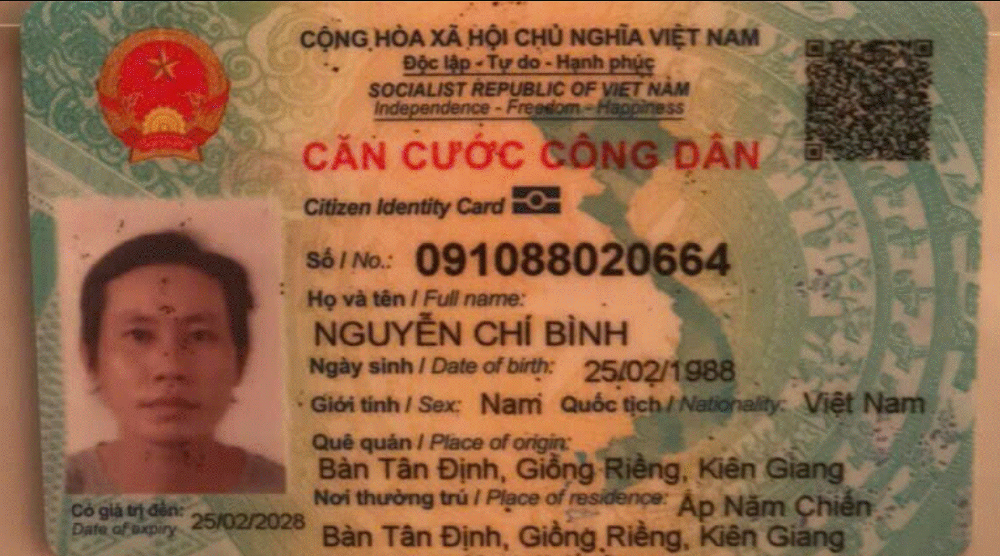 CỘNG HÒA XÃ HỘI CHỦ NGHĨA VIỆT NAM
Độc lập - Tự do - Hạnh phúc
SOCIALIST REPUBLIC OF VIET NAM
Independence - Freedom - Happiness
CĂN CƯỚC CÔNG DÂN
Citizen Identity Card
Số / No.: 091088020664
Họ và tên / Full name:
NGUYỄN CHÍ BÌNH
Ngày sinh / Date of birth: 25/02/1988
Giới tính / Sex: Nam Quốc tịch / Nationality: Việt Nam
Quê quán / Place of origin:
Bàn Tân Định, Giồng Riềng, Kiên Giang
Nơi thường trú / Place of residence: Ấp Năm Chiến
Bàn Tân Định, Giồng Riềng, Kiên Giang
Có giá trị đến: 25/02/2028
Date of expiry